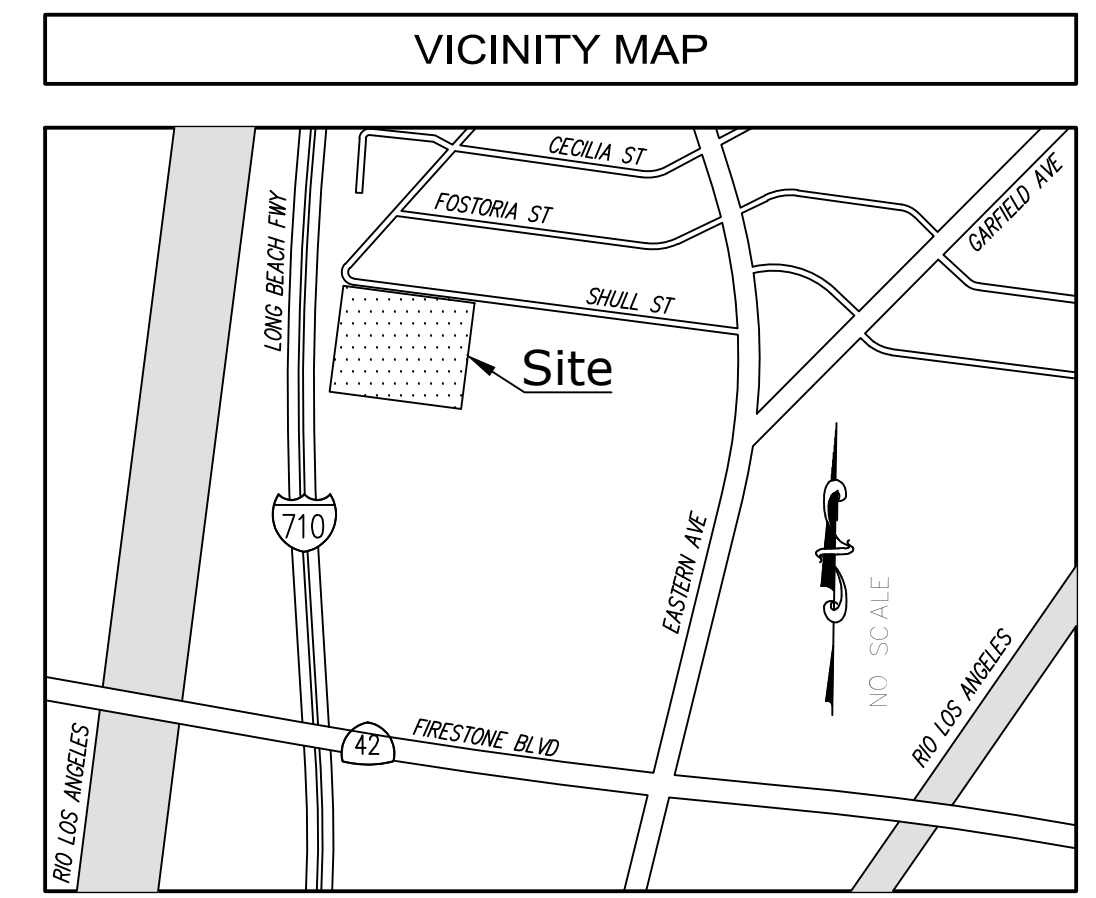 VICINITY MAP
CECILIA ST
FOSTORIA ST
GARFIELD AVE
LONG BEACH FWY
SHULL ST
Site
710
EASTERN AVE
NO SCALE
RIO LOS ANGELES
RIO LOS ANGELES
42
FIRESTONE BLVD